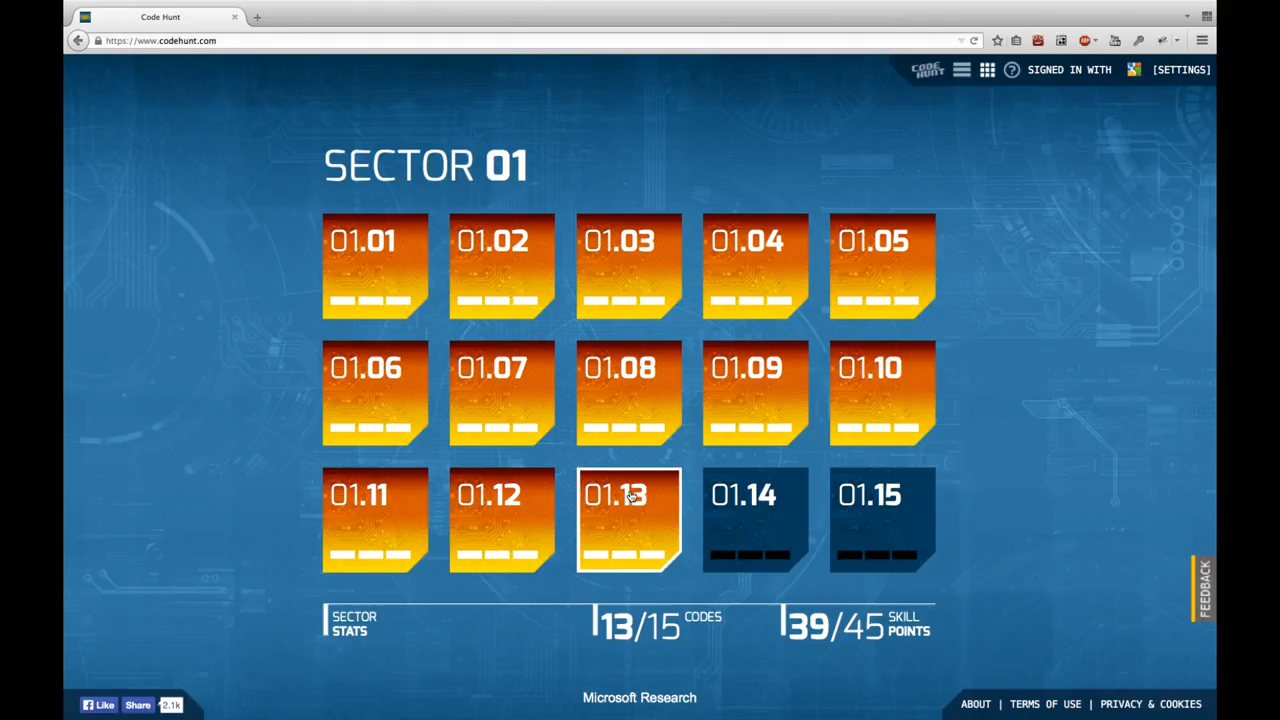 Code Hunt
https://www.codehunt.com
CODE HUNT
SIGNED IN WITH
[SETTINGS]
SECTOR 01
01.01
01.02
01.03
01.04
01.05
01.06
01.07
01.08
01.09
01.10
01.11
01.12
01.13
01.14
01.15
SECTOR STATS
13/15 CODES
39/45 SKILL POINTS
FEEDBACK
Microsoft Research
Like
Share
2.1k
ABOUT | TERMS OF USE | PRIVACY & COOKIES